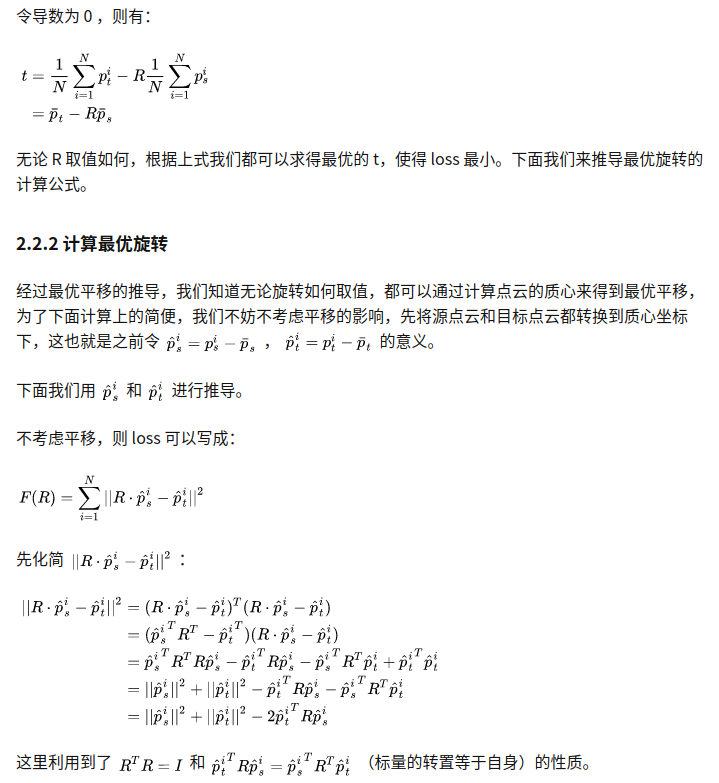 令导数为 0 ，则有：
$t = \frac{1}{N}\sum_{i=1}^{N} p_t^i - R\frac{1}{N}\sum_{i=1}^{N} p_s^i$
$= \bar{p}_t - R\bar{p}_s$
无论 R 取值如何，根据上式我们都可以求得最优的 t，使得 loss 最小。下面我们来推导最优旋转的
计算公式。
2.2.2 计算最优旋转
经过最优平移的推导，我们知道无论旋转如何取值，都可以通过计算点云的质心来得到最优平移，
为了下面计算上的简便，我们不妨不考虑平移的影响，先将源点云和目标点云都转换到质心坐标
下，这也就是之前令 $\hat{p}_s^i = p_s^i - \bar{p}_s$ ， $\hat{p}_t^i = p_t^i - \bar{p}_t$ 的意义。
下面我们用 $\hat{p}_s^i$ 和 $\hat{p}_t^i$ 进行推导。
不考虑平移，则 loss 可以写成：
$F(R) = \sum_{i=1}^{N} ||R \cdot \hat{p}_s^i - \hat{p}_t^i||^2$
先化简 $||R \cdot \hat{p}_s^i - \hat{p}_t^i||^2$ ：
$||R \cdot \hat{p}_s^i - \hat{p}_t^i||^2 = (R \cdot \hat{p}_s^i - \hat{p}_t^i)^T (R \cdot \hat{p}_s^i - \hat{p}_t^i)$
$= ({\hat{p}_s^i}^T R^T - {\hat{p}_t^i}^T)(R \cdot \hat{p}_s^i - \hat{p}_t^i)$
$= {\hat{p}_s^i}^T R^T R \hat{p}_s^i - {\hat{p}_t^i}^T R \hat{p}_s^i - {\hat{p}_s^i}^T R^T \hat{p}_t^i + {\hat{p}_t^i}^T \hat{p}_t^i$
$= ||\hat{p}_s^i||^2 + ||\hat{p}_t^i||^2 - {\hat{p}_t^i}^T R \hat{p}_s^i - {\hat{p}_s^i}^T R^T \hat{p}_t^i$
$= ||\hat{p}_s^i||^2 + ||\hat{p}_t^i||^2 - 2{\hat{p}_t^i}^T R \hat{p}_s^i$
这里利用到了 $R^T R = I$ 和 ${\hat{p}_t^i}^T R \hat{p}_s^i = {\hat{p}_s^i}^T R^T \hat{p}_t^i$ （标量的转置等于自身）的性质。